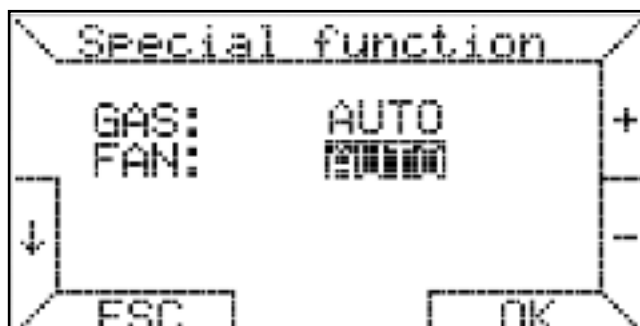 Special function
GAS: AUTO
+
FAN:
↓
-
ESC OK